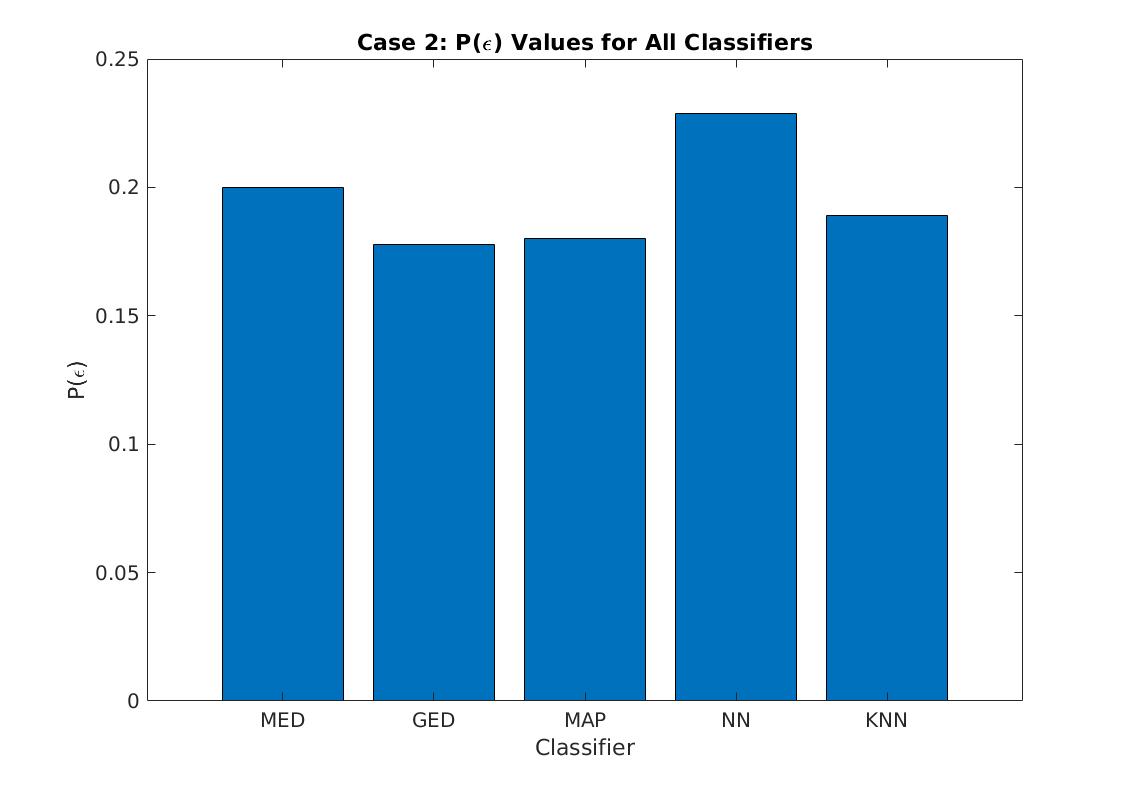 Case 2: P(ϵ) Values for All Classifiers
0.25
0.2
0.15
0.1
0.05
0
P(ϵ)
MED GED MAP NN KNN
Classifier